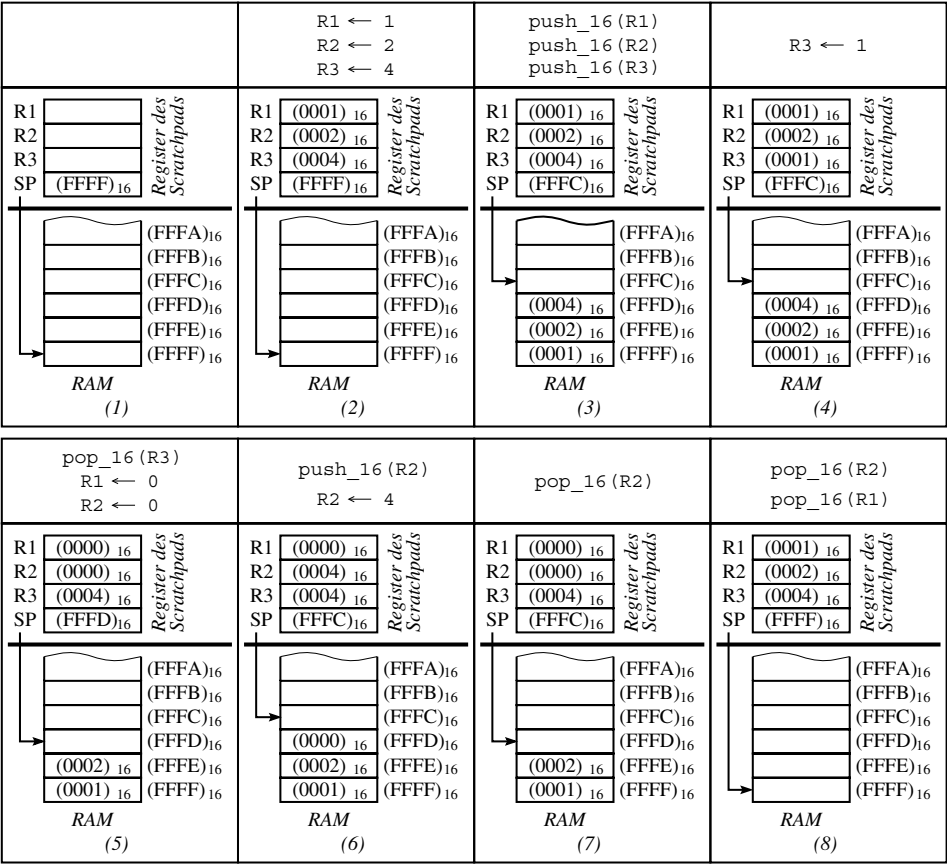 R1 ← 1
R2 ← 2
R3 ← 4
push_16(R1)
push_16(R2)
push_16(R3)
R3 ← 1
R1
R2
R3
SP (FFFF)16
Register des
Scratchpads
(FFFA)16
(FFFB)16
(FFFC)16
(FFFD)16
(FFFE)16
(FFFF)16
RAM
(1)
R1 (0001)16
R2 (0002)16
R3 (0004)16
SP (FFFF)16
Register des
Scratchpads
(FFFA)16
(FFFB)16
(FFFC)16
(FFFD)16
(FFFE)16
(FFFF)16
RAM
(2)
R1 (0001)16
R2 (0002)16
R3 (0004)16
SP (FFFC)16
Register des
Scratchpads
(FFFA)16
(FFFB)16
(FFFC)16
(0004)16 (FFFD)16
(0002)16 (FFFE)16
(0001)16 (FFFF)16
RAM
(3)
R1 (0001)16
R2 (0002)16
R3 (0001)16
SP (FFFC)16
Register des
Scratchpads
(FFFA)16
(FFFB)16
(FFFC)16
(0004)16 (FFFD)16
(0002)16 (FFFE)16
(0001)16 (FFFF)16
RAM
(4)
pop_16(R3)
R1 ← 0
R2 ← 0
push_16(R2)
R2 ← 4
pop_16(R2)
pop_16(R2)
pop_16(R1)
R1 (0000)16
R2 (0000)16
R3 (0004)16
SP (FFFD)16
Register des
Scratchpads
(FFFA)16
(FFFB)16
(FFFC)16
(FFFD)16
(0002)16 (FFFE)16
(0001)16 (FFFF)16
RAM
(5)
R1 (0000)16
R2 (0004)16
R3 (0004)16
SP (FFFC)16
Register des
Scratchpads
(FFFA)16
(FFFB)16
(FFFC)16
(0000)16 (FFFD)16
(0002)16 (FFFE)16
(0001)16 (FFFF)16
RAM
(6)
R1 (0000)16
R2 (0000)16
R3 (0004)16
SP (FFFC)16
Register des
Scratchpads
(FFFA)16
(FFFB)16
(FFFC)16
(FFFD)16
(0002)16 (FFFE)16
(0001)16 (FFFF)16
RAM
(7)
R1 (0001)16
R2 (0002)16
R3 (0004)16
SP (FFFF)16
Register des
Scratchpads
(FFFA)16
(FFFB)16
(FFFC)16
(FFFD)16
(FFFE)16
(FFFF)16
RAM
(8)